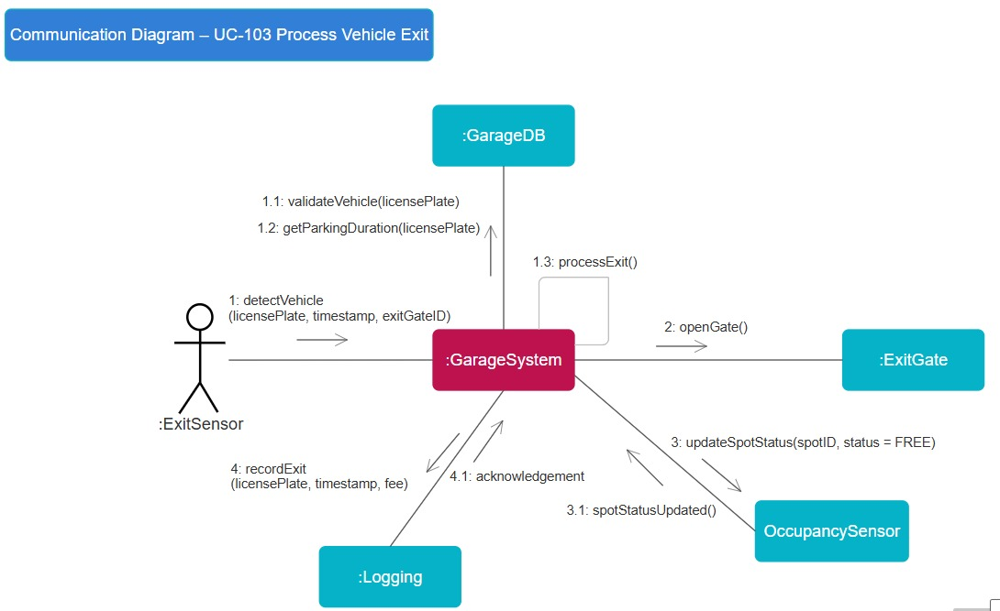 Communication Diagram – UC-103 Process Vehicle Exit
:GarageDB
1.1: validateVehicle(licensePlate)
1.2: getParkingDuration(licensePlate)
1.3: processExit()
1: detectVehicle
(licensePlate, timestamp, exitGateID)
2: openGate()
:GarageSystem
:ExitGate
:ExitSensor
3: updateSpotStatus(spotID, status = FREE)
4: recordExit
(licensePlate, timestamp, fee)
4.1: acknowledgement
3.1: spotStatusUpdated()
OccupancySensor
:Logging